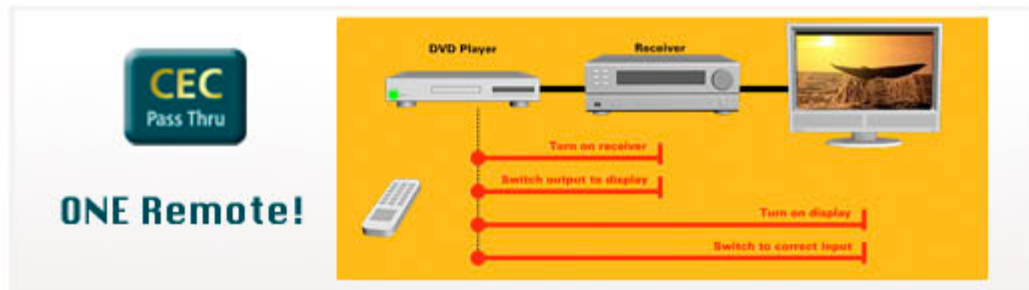 CEC
Pass Thru
ONE Remote!
DVD Player
Receiver
Turn on receiver
Switch output to display
Turn on display
Switch to correct input